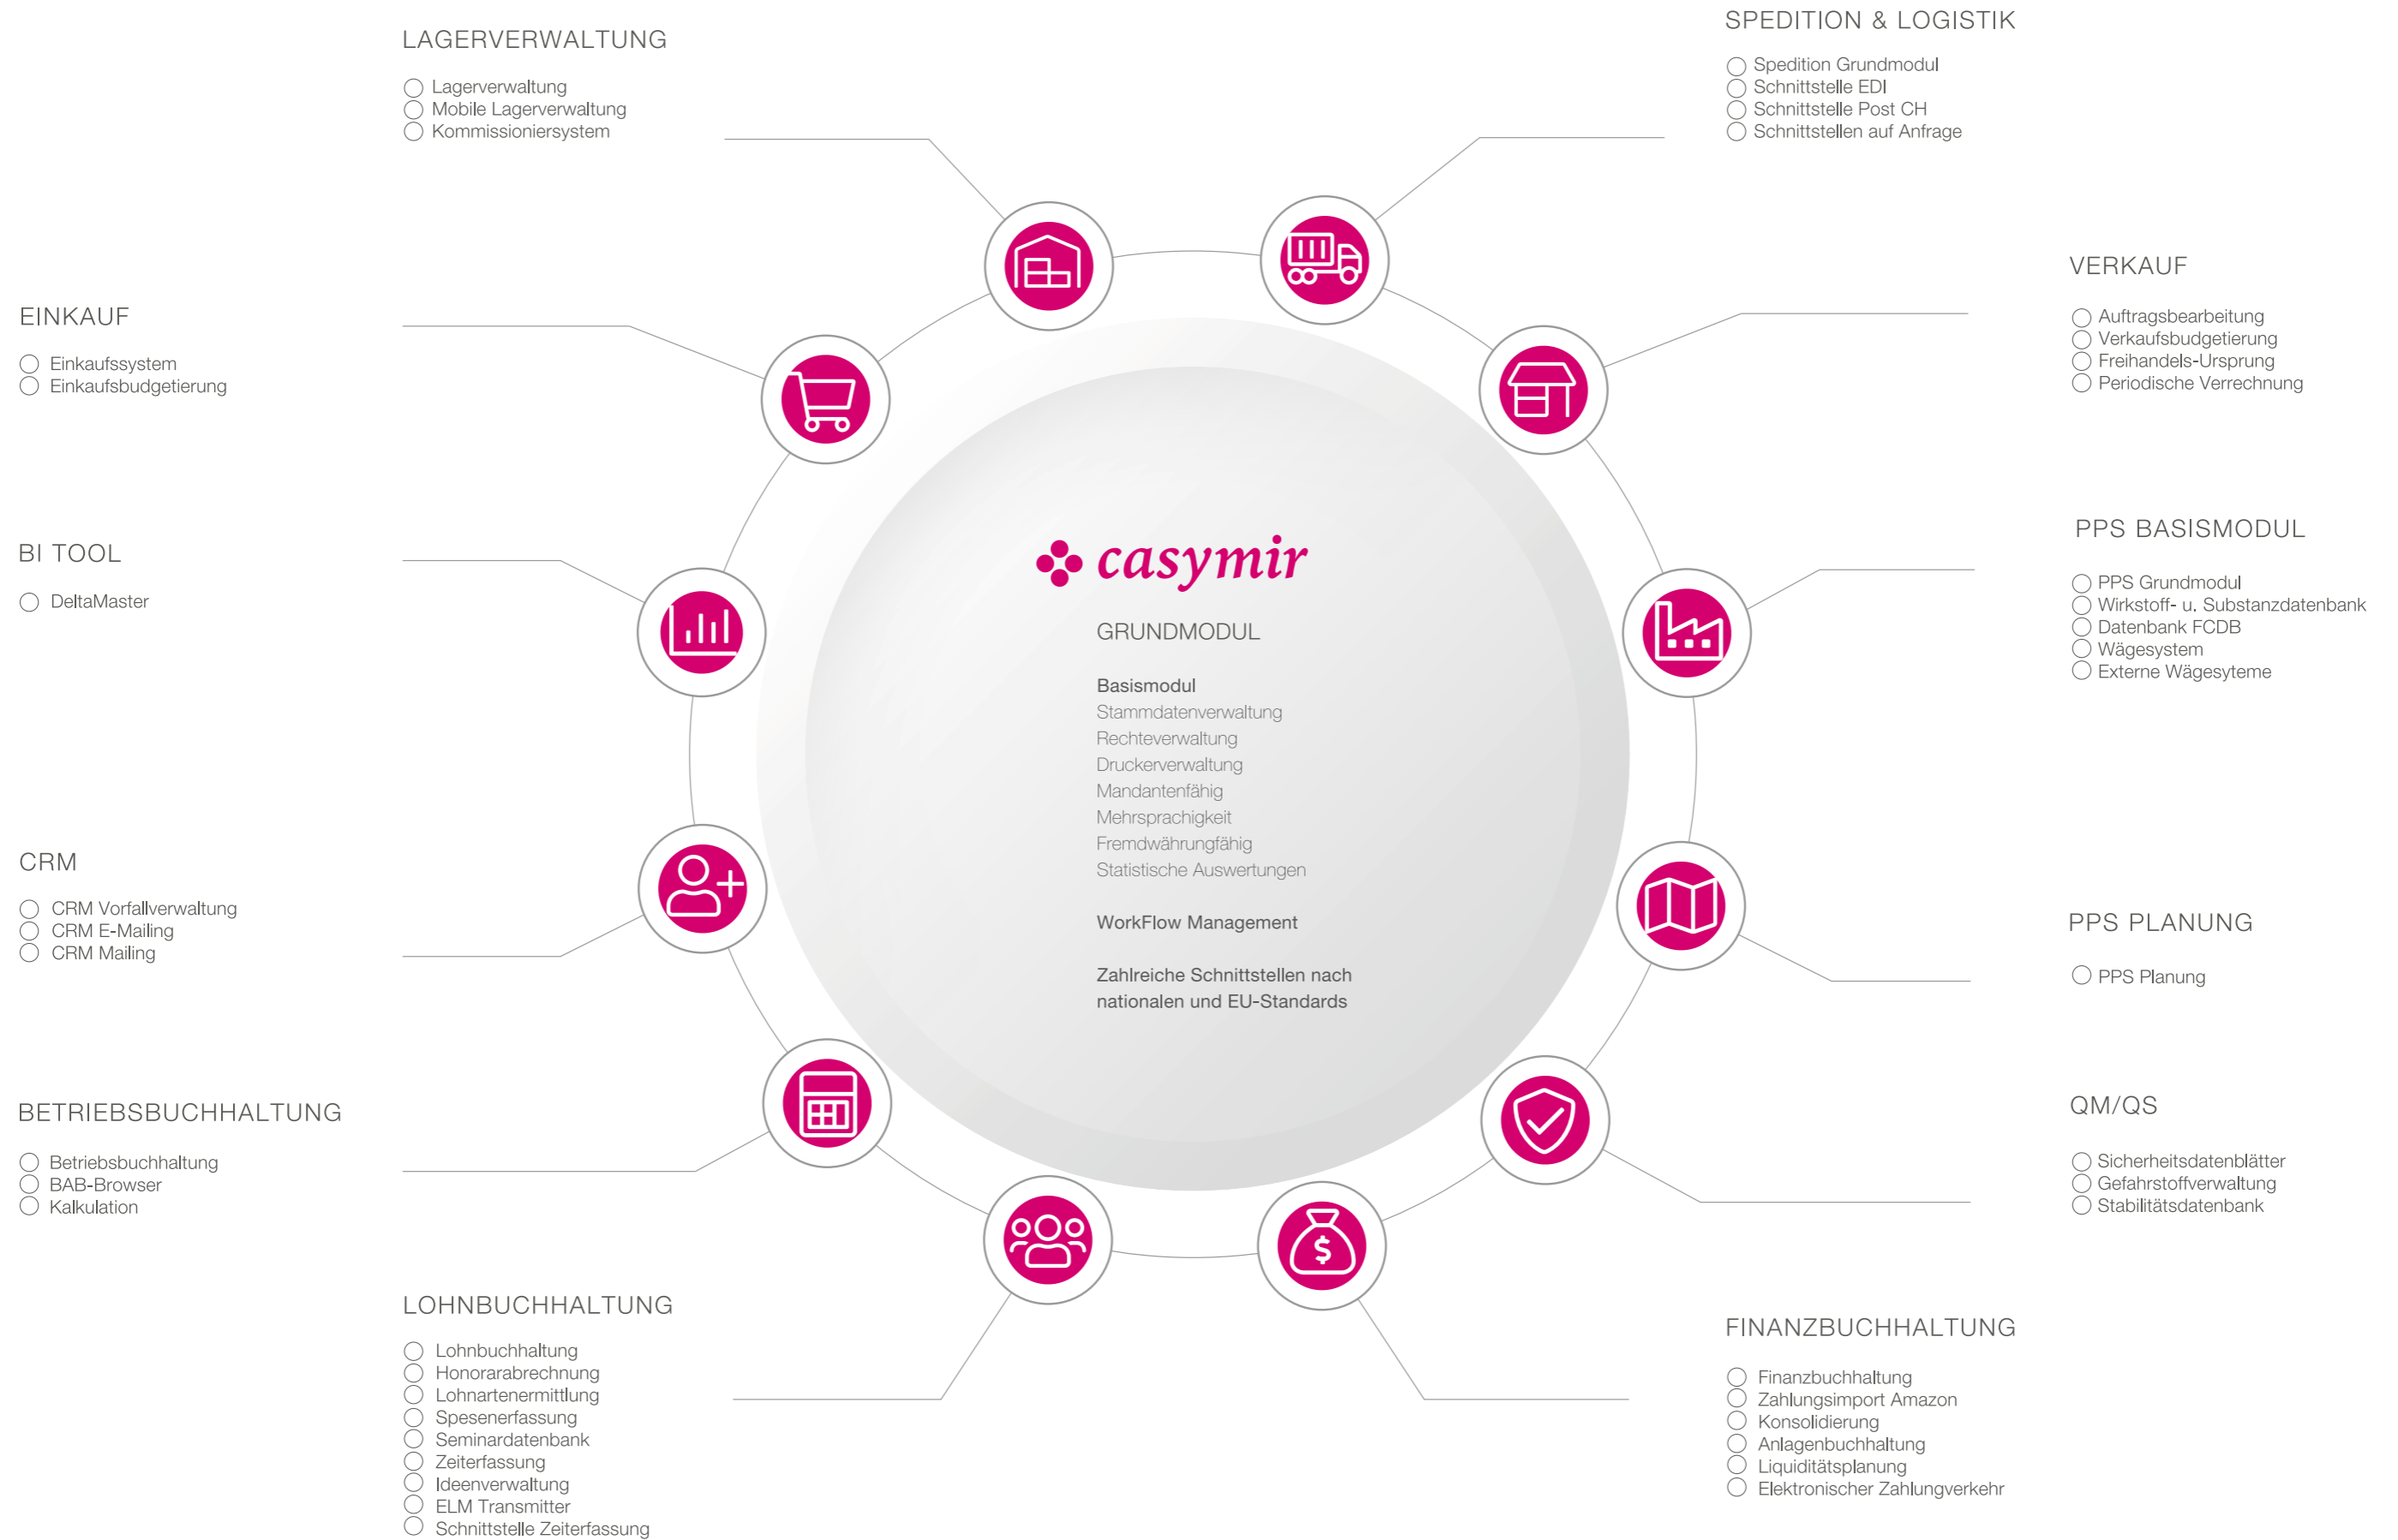 LAGERVERWALTUNG
Lagerverwaltung
Mobile Lagerverwaltung
Kommissioniersystem
SPEDITION & LOGISTIK
Spedition Grundmodul
Schnittstelle EDI
Schnittstelle Post CH
Schnittstellen auf Anfrage
EINKAUF
Einkaufssystem
Einkaufsbudgetierung
VERKAUF
Auftragsbearbeitung
Verkaufsbudgetierung
Freihandels-Ursprung
Periodische Verrechnung
BI TOOL
DeltaMaster
casymir
GRUNDMODUL
Basismodul
Stammdatenverwaltung
Rechteverwaltung
Druckerverwaltung
Mandantenfähig
Mehrsprachigkeit
Fremdwährungfähig
Statistische Auswertungen
WorkFlow Management
Zahlreiche Schnittstellen nach
nationalen und EU-Standards
PPS BASISMODUL
PPS Grundmodul
Wirkstoff- u. Substanzdatenbank
Datenbank FCDB
Wägesystem
Externe Wägesyteme
CRM
CRM Vorfallverwaltung
CRM E-Mailing
CRM Mailing
PPS PLANUNG
PPS Planung
BETRIEBSBUCHHALTUNG
Betriebsbuchhaltung
BAB-Browser
Kalkulation
QM/QS
Sicherheitsdatenblätter
Gefahrstoffverwaltung
Stabilitätsdatenbank
$
LOHNBUCHHALTUNG
Lohnbuchhaltung
Honorarabrechnung
Lohnartenermittlung
Spesenerfassung
Seminardatenbank
Zeiterfassung
Ideenverwaltung
ELM Transmitter
Schnittstelle Zeiterfassung
FINANZBUCHHALTUNG
Finanzbuchhaltung
Zahlungsimport Amazon
Konsolidierung
Anlagenbuchhaltung
Liquiditätsplanung
Elektronischer Zahlungverkehr